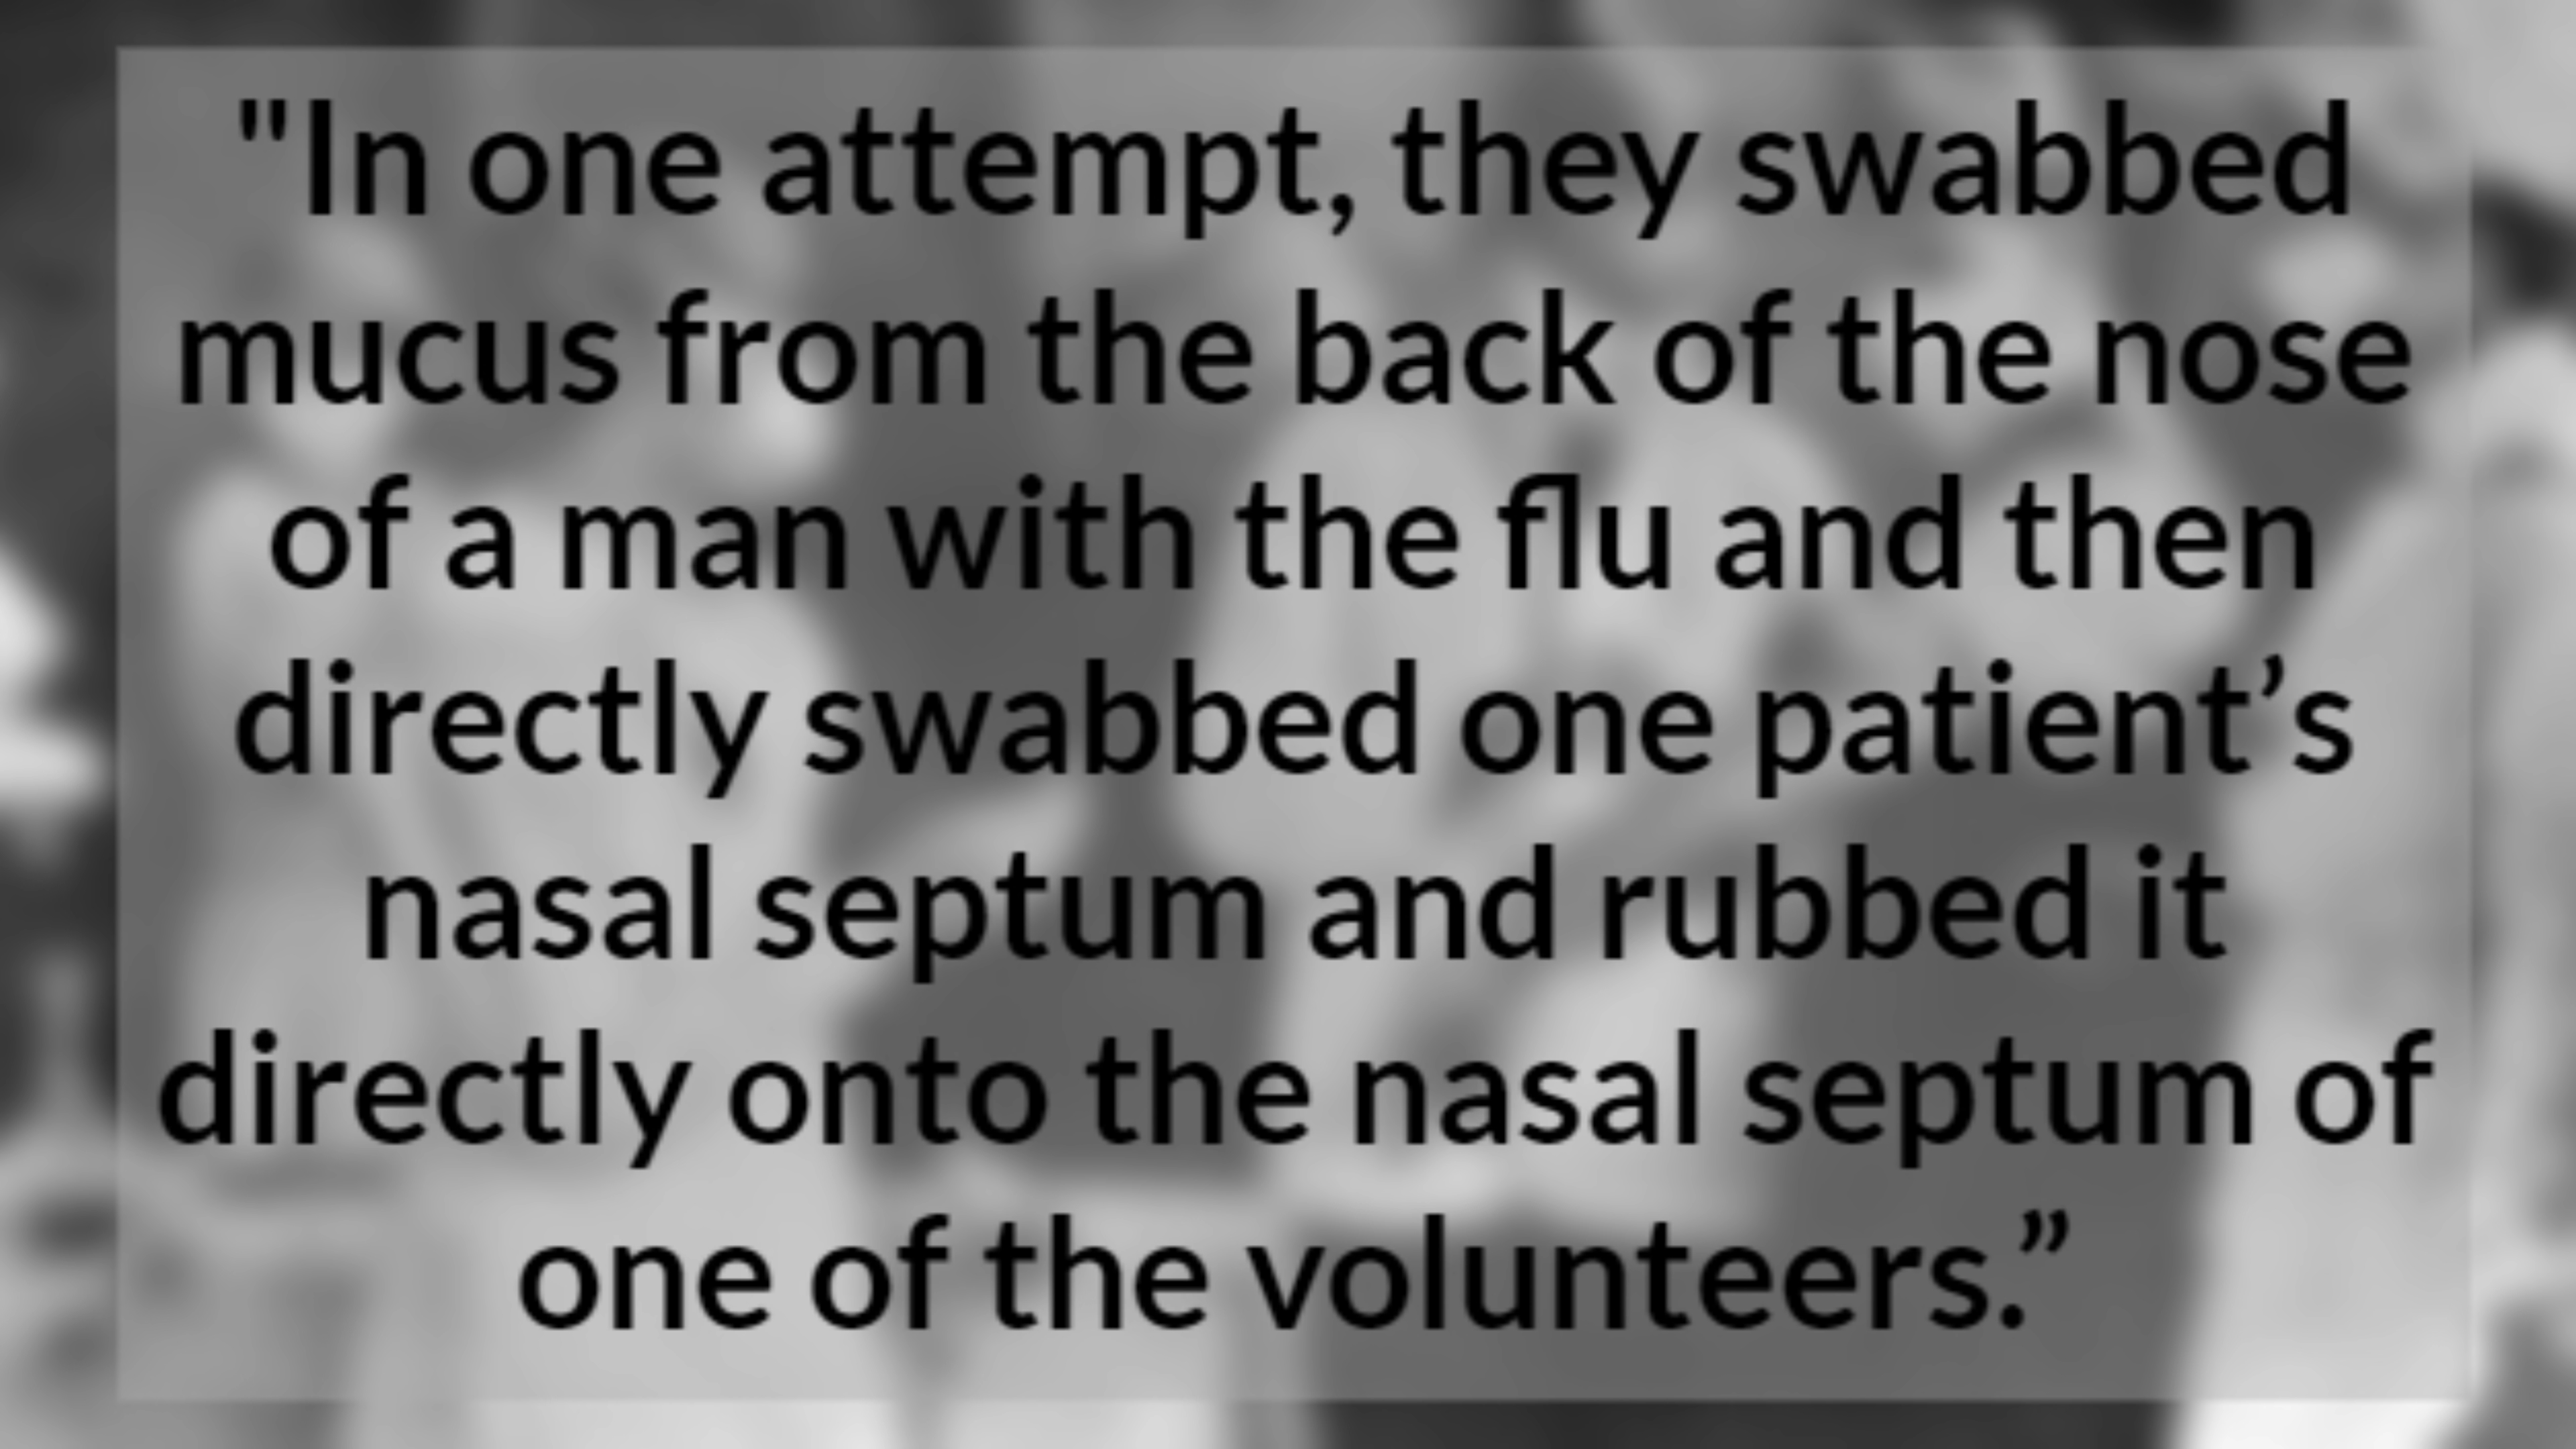 "In one attempt, they swabbed
mucus from the back of the nose
of a man with the flu and then
directly swabbed one patient’s
nasal septum and rubbed it
directly onto the nasal septum of
one of the volunteers.”